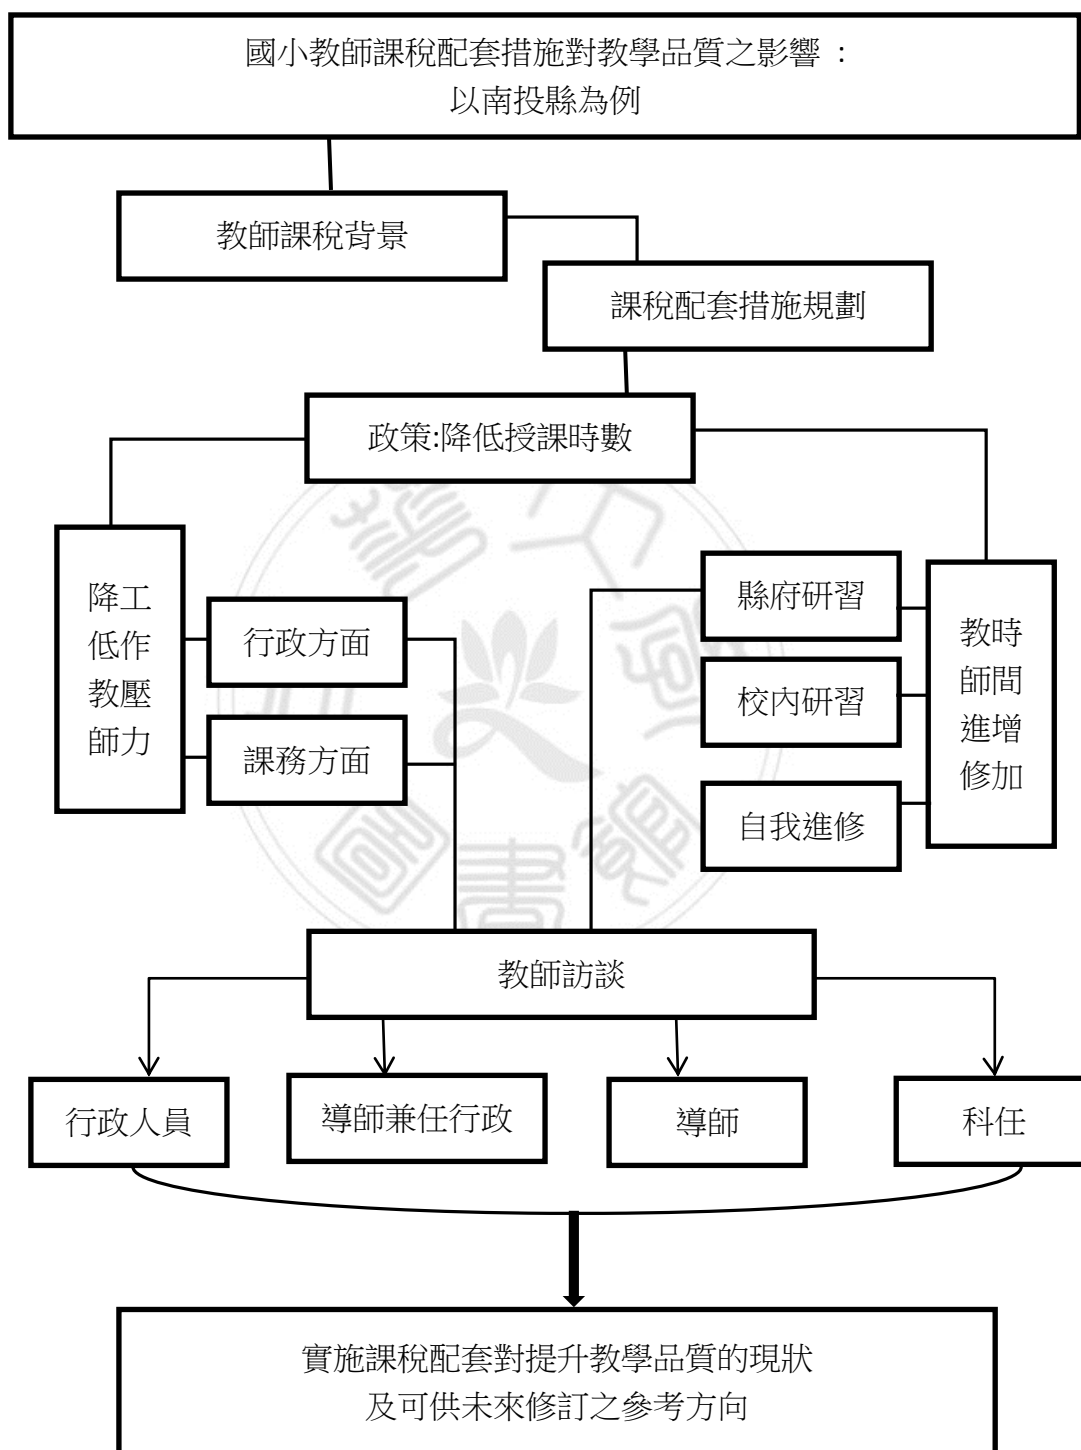 國小教師課稅配套措施對教學品質之影響：
以南投縣為例
教師課稅背景
課稅配套措施規劃
政策:降低授課時數
降工
低作
教壓
師力
行政方面
課務方面
縣府研習
校內研習
自我進修
教時
師間
進增
修加
教師訪談
行政人員
導師兼任行政
導師
科任
實施課稅配套對提升教學品質的現狀
及可供未來修訂之參考方向